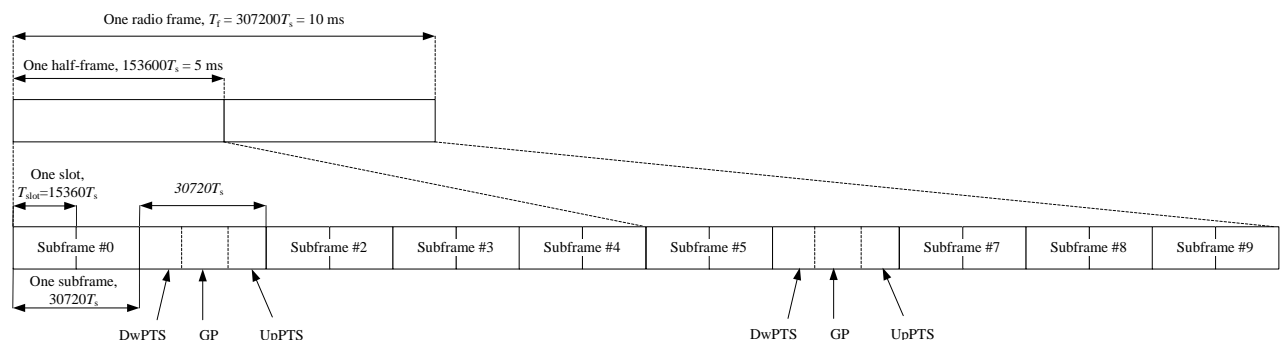 One radio frame, Tf = 307200Ts = 10 ms
One half-frame, 153600Ts = 5 ms
One slot,
Tslot=15360Ts
30720Ts
Subframe #0
Subframe #2
Subframe #3
Subframe #4
Subframe #5
Subframe #7
Subframe #8
Subframe #9
One subframe,
30720Ts
DwPTS
GP
UpPTS
DwPTS
GP
UpPTS